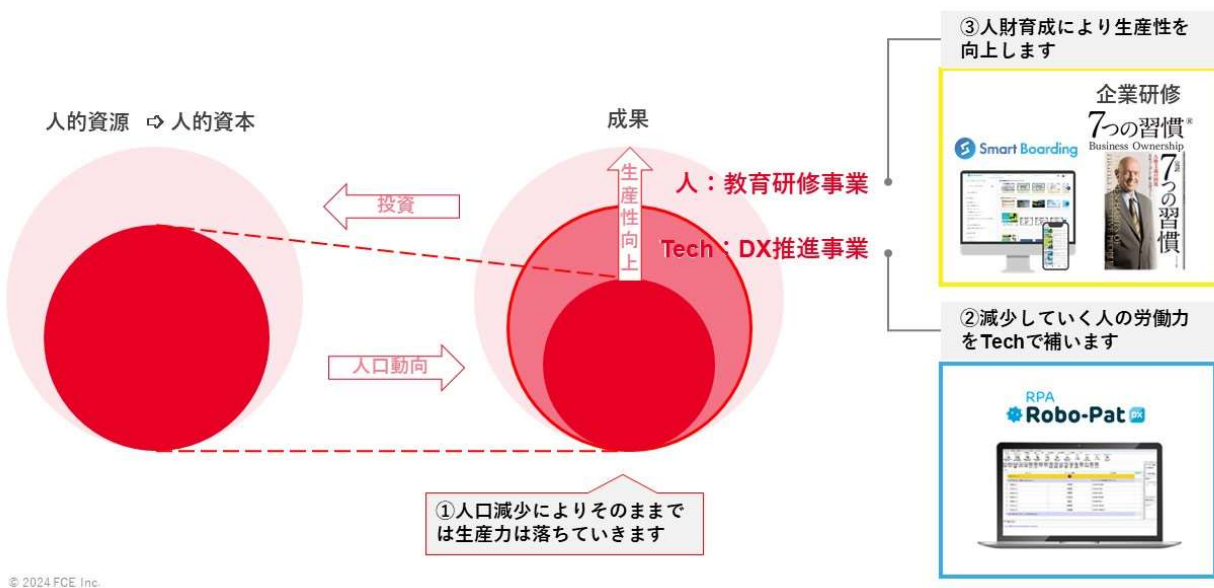 人的資源 ⇨ 人的資本
投資
人口動向
成果
生産性向上
人：教育研修事業
Tech：DX推進事業
①人口減少によりそのままで
は生産力は落ちていきます
③人財育成により生産性を
向上します
企業研修
7つの習慣®
Business Ownership
Smart Boarding
7つの習慣
②減少していく人の労働力
をTechで補います
RPA
Robo-Pat DX
© 2024 FCE Inc.